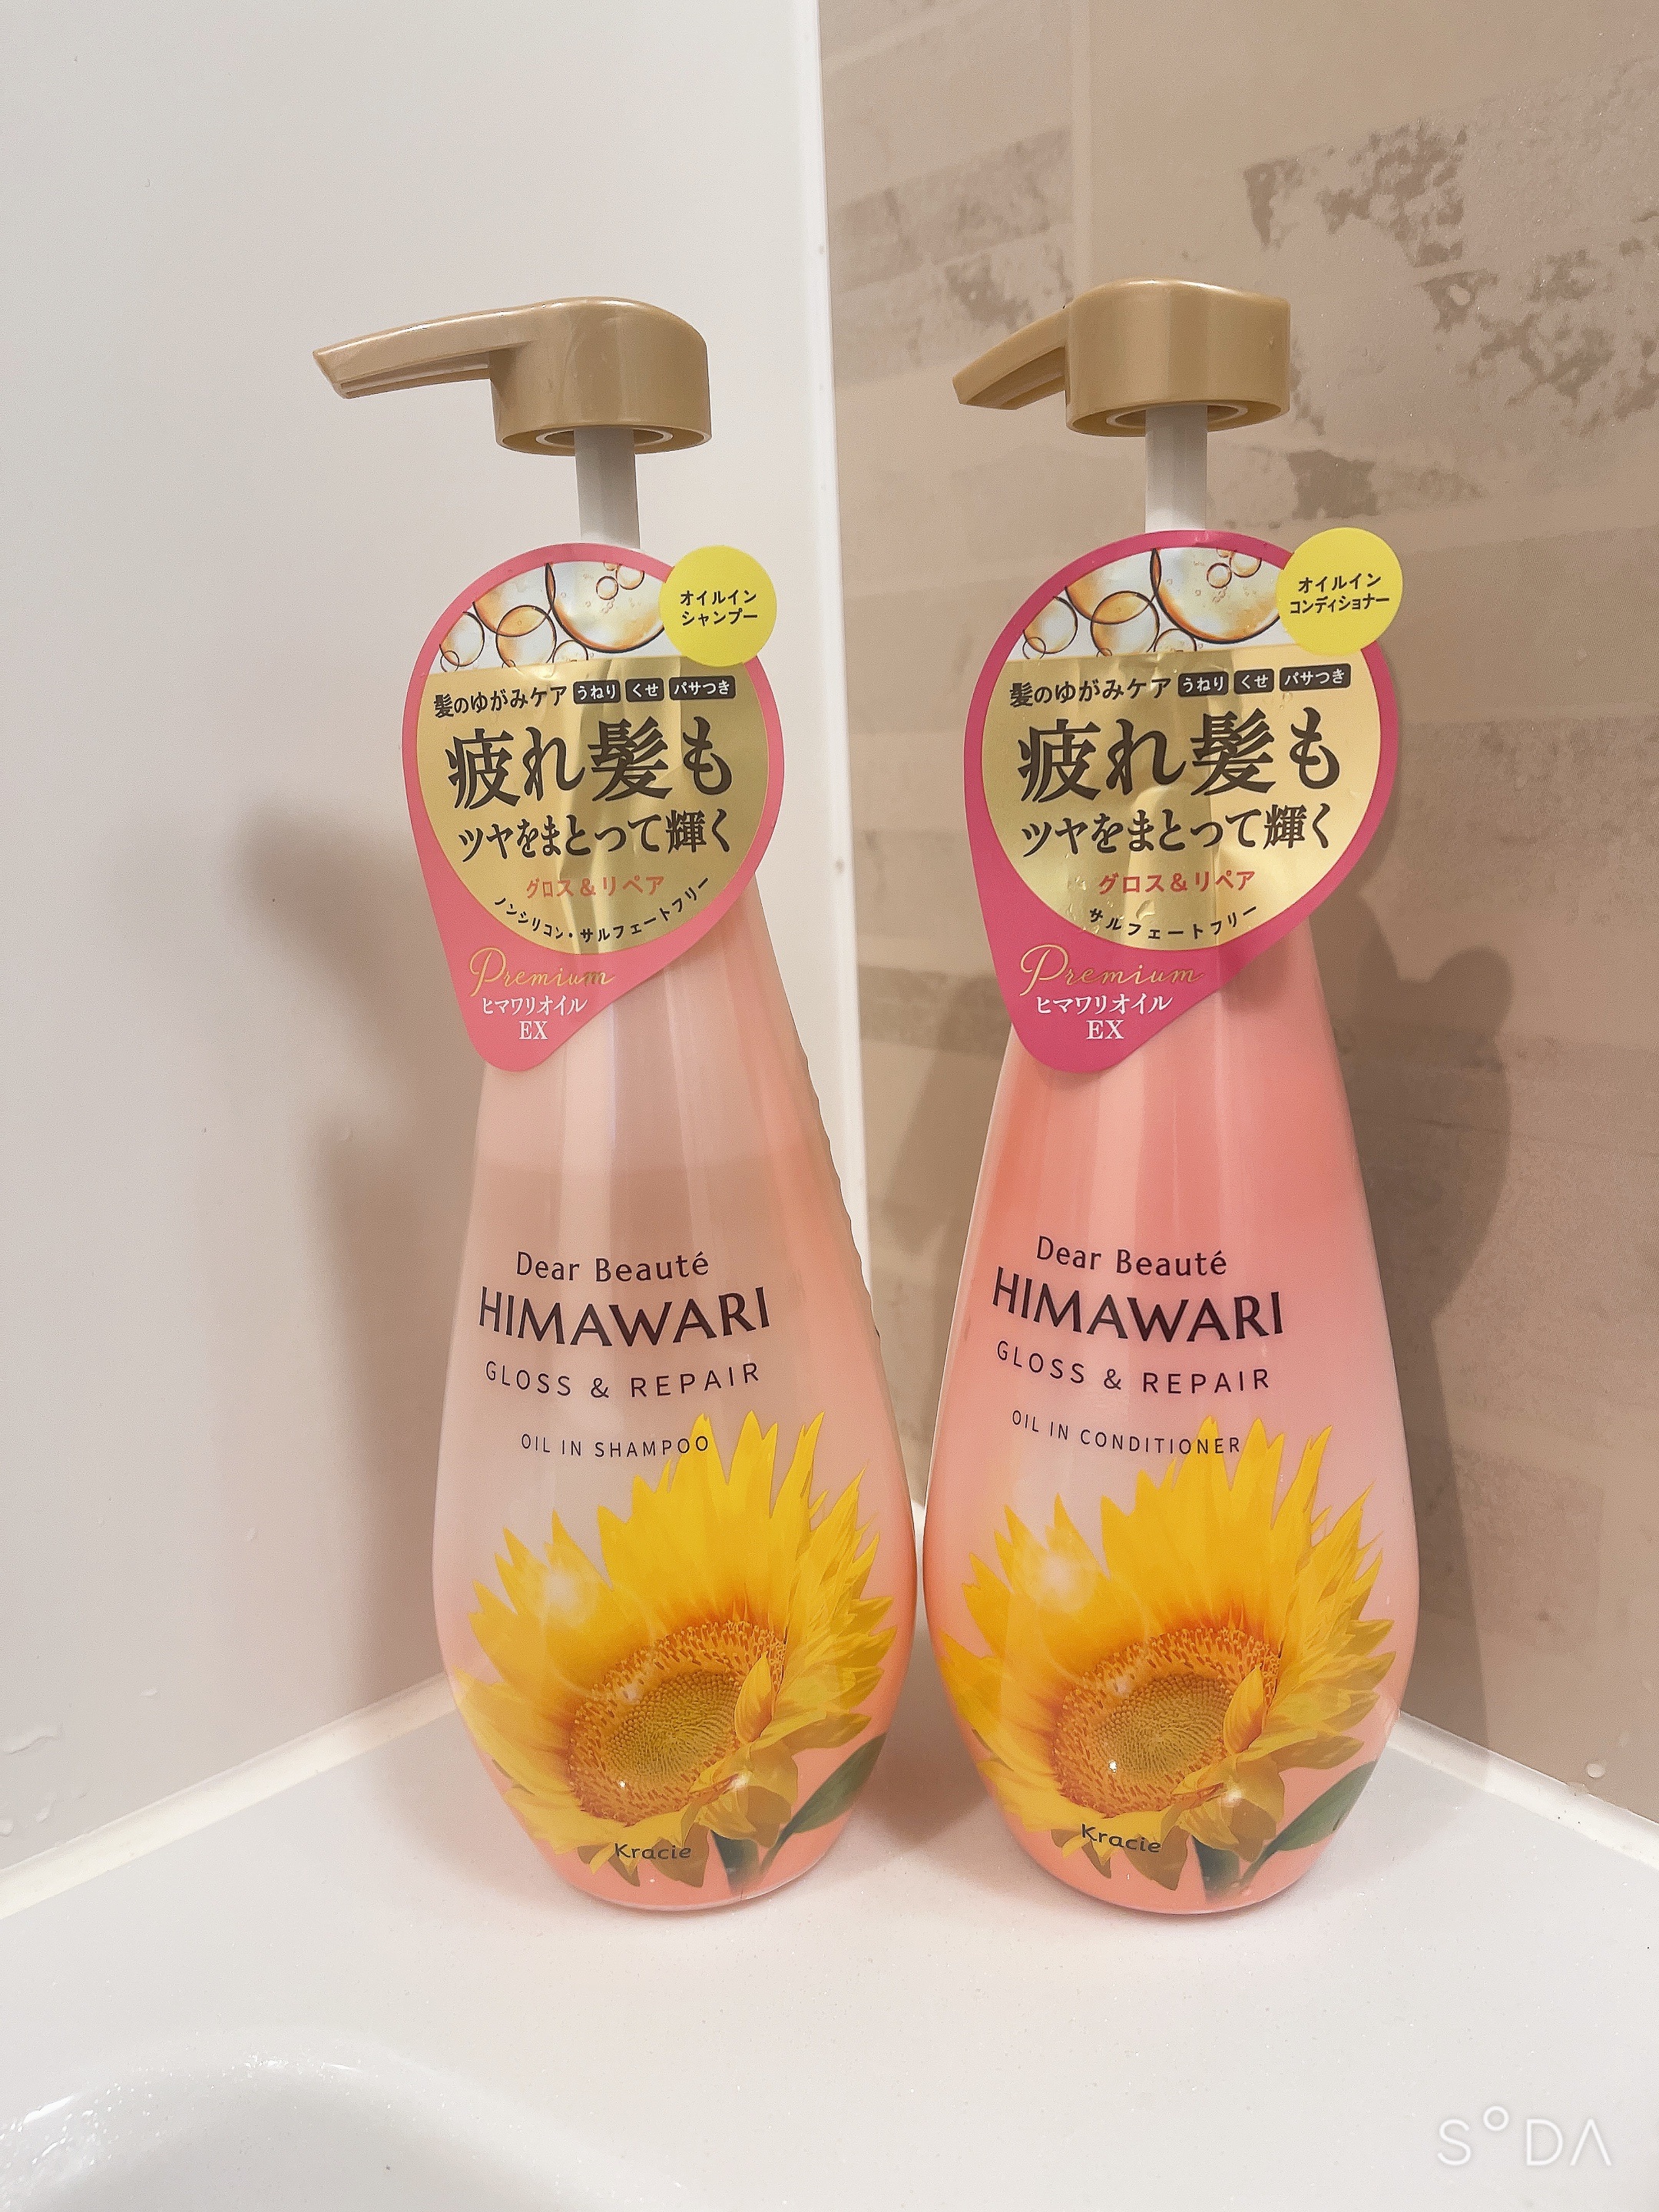 オイルイン
シャンプー
髪のゆがみケア うねり くせ パサつき
疲れ髪も
ツヤをまとって輝く
グロス&リペア
ノンシリコン・サルフェートフリー
Premium
ヒマワリオイル
EX
Dear Beauté
HIMAWARI
GLOSS & REPAIR
OIL IN SHAMPOO
Kracie
オイルイン
コンディショナー
髪のゆがみケア うねり くせ パサつき
疲れ髪も
ツヤをまとって輝く
グロス&リペア
サルフェートフリー
Premium
ヒマワリオイル
EX
Dear Beauté
HIMAWARI
GLOSS & REPAIR
OIL IN CONDITIONER
Kracie
SODA